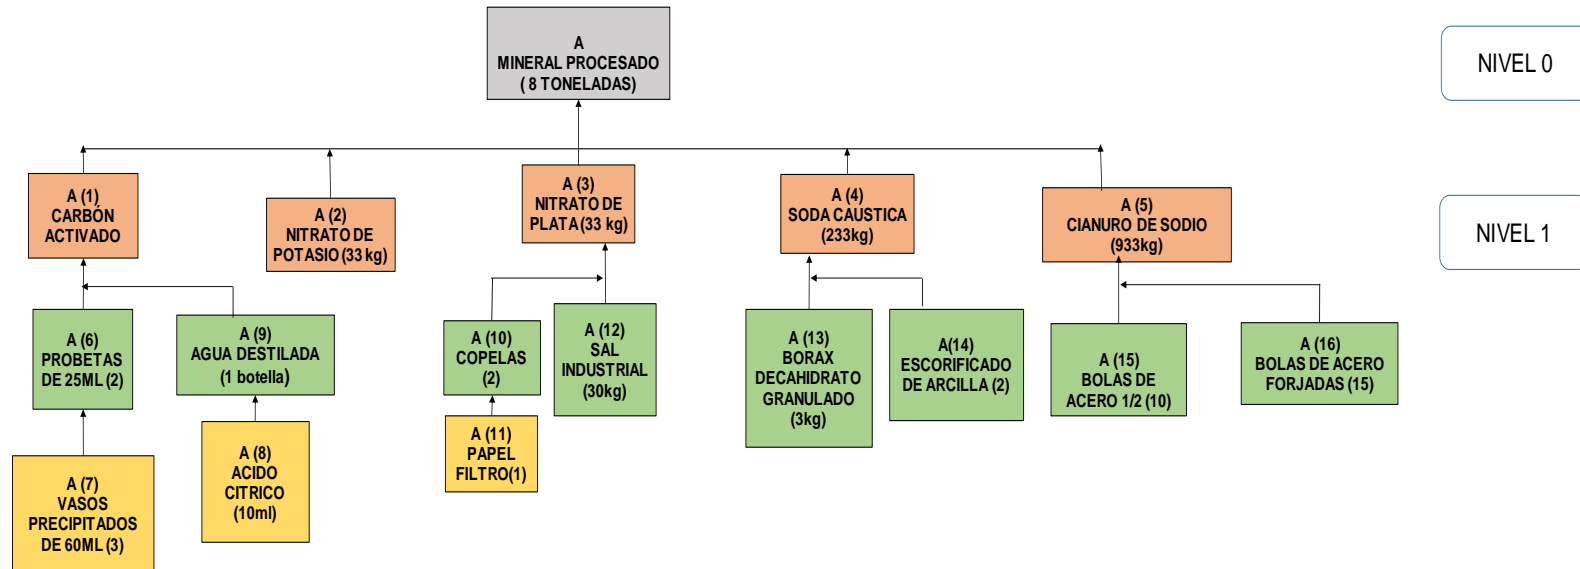 A
MINERAL PROCESADO
( 8 TONELADAS)
NIVEL 0
A (1)
CARBÓN
ACTIVADO
A (2)
NITRATO DE
POTASIO (33 kg)
A (3)
NITRATO DE
PLATA (33 kg)
A (4)
SODA CAUSTICA
(233kg)
A (5)
CIANURO DE SODIO
(933kg)
NIVEL 1
A (6)
PROBETAS
DE 25ML (2)
A (9)
AGUA DESTILADA
(1 botella)
A (10)
COPELAS
(2)
A (12)
SAL
INDUSTRIAL
(30kg)
A (13)
BORAX
DECAHIDRATO
GRANULADO
(3kg)
A(14)
ESCORIFICADO
DE ARCILLA (2)
A (15)
BOLAS DE
ACERO 1/2 (10)
A (16)
BOLAS DE ACERO
FORJADAS (15)
A (7)
VASOS
PRECIPITADOS
DE 60ML (3)
A (8)
ACIDO
CITRICO
(10ml)
A (11)
PAPEL
FILTRO(1)